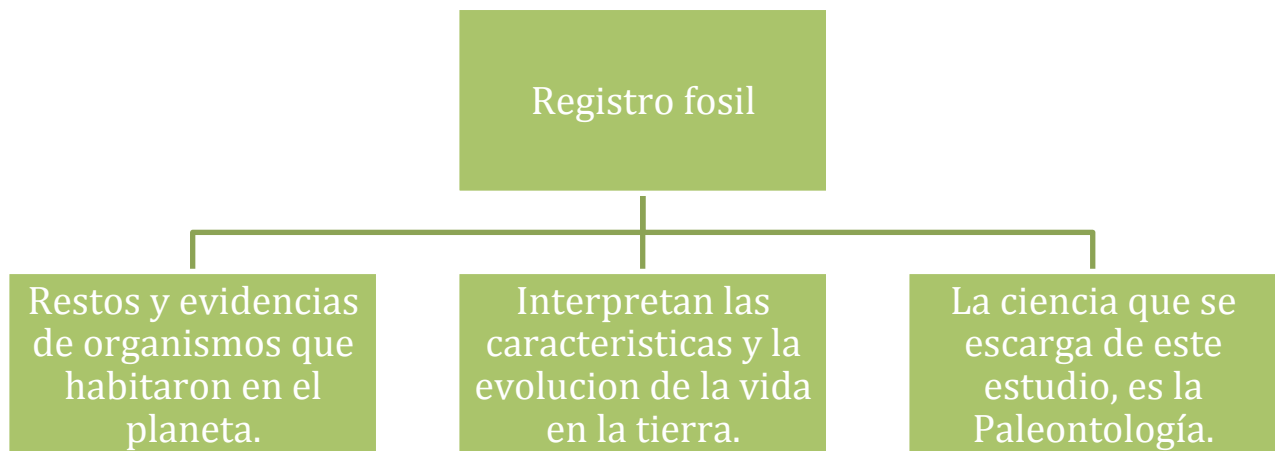 Registro fosil
Restos y evidencias
de organismos que
habitaron en el
planeta.
Interpretan las
caracteristicas y la
evolucion de la vida
en la tierra.
La ciencia que se
escarga de este
estudio, es la
Paleontología.